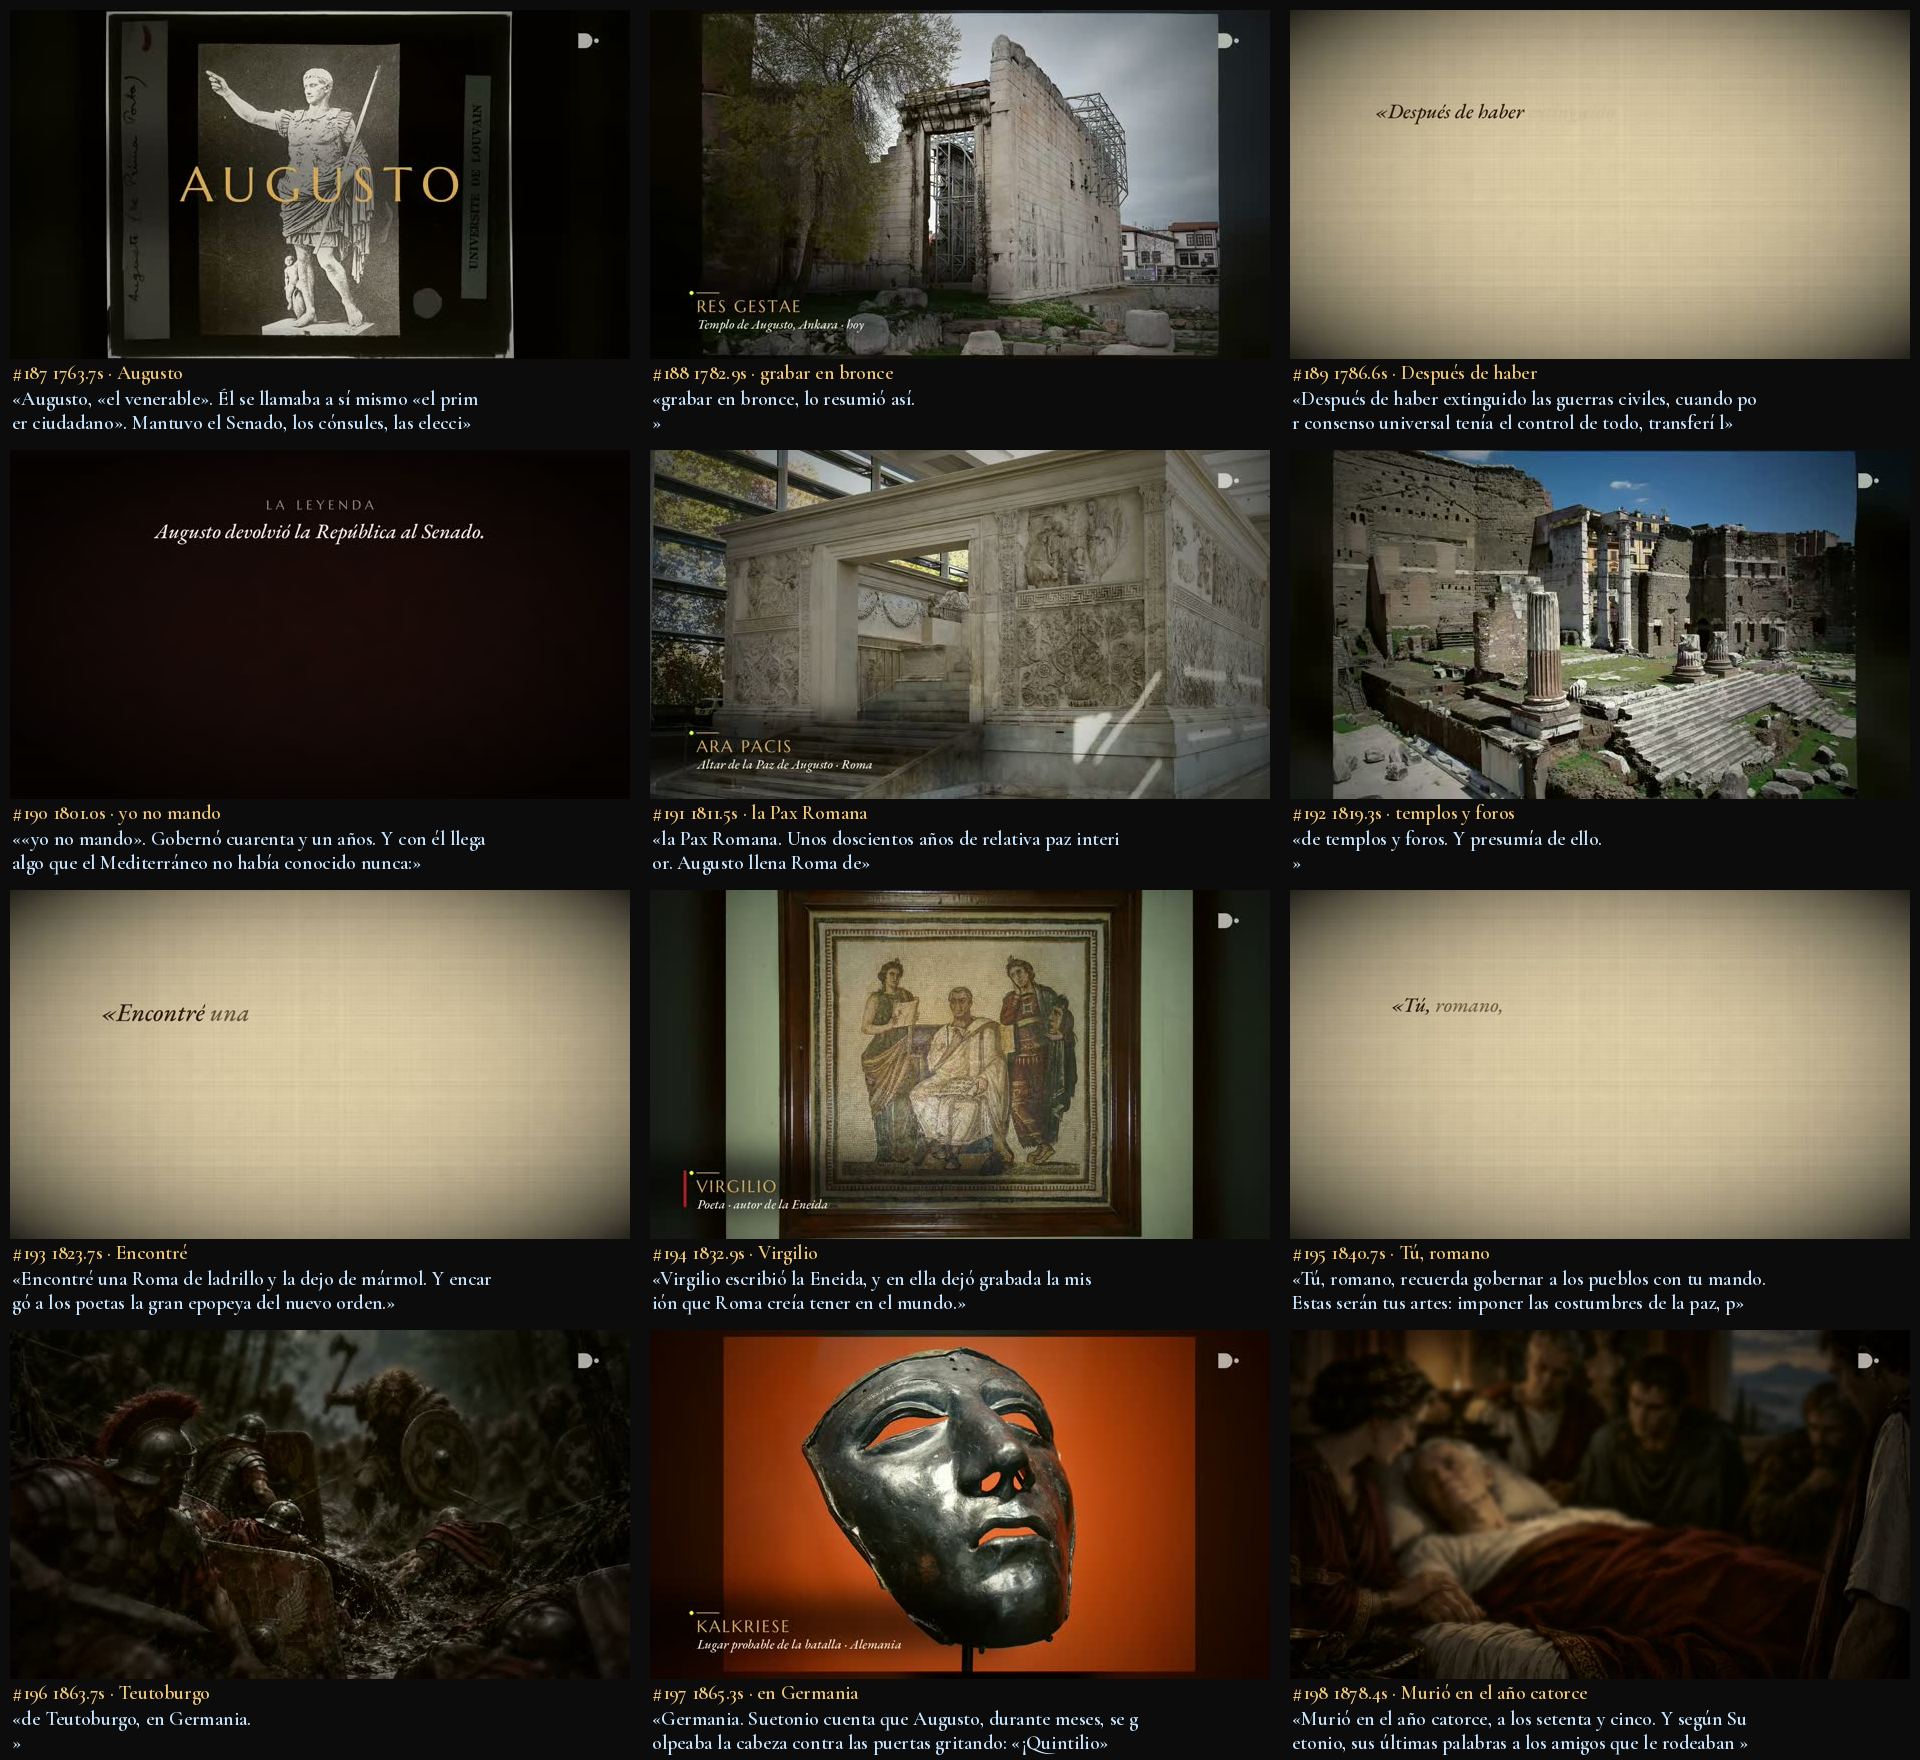 AUGUSTO
UNIVERSITE DE LOUVAIN
#187 1763.7s · Augusto
«Augusto, «el venerable». Él se llamaba a sí mismo «el prim
er ciudadano». Mantuvo el Senado, los cónsules, las elecci»
RES GESTAE
Templo de Augusto, Ankara · hoy
#188 1782.9s · grabar en bronce
«grabar en bronce, lo resumió así.
»
«Después de haber
#189 1786.6s · Después de haber
«Después de haber extinguido las guerras civiles, cuando po
r consenso universal tenía el control de todo, transferí l»
LA LEYENDA
Augusto devolvió la República al Senado.
#190 1801.0s · yo no mando
««yo no mando». Gobernó cuarenta y un años. Y con él llega
algo que el Mediterráneo no había conocido nunca:»
ARA PACIS
Altar de la Paz de Augusto · Roma
#191 1811.5s · la Pax Romana
«la Pax Romana. Unos doscientos años de relativa paz interi
or. Augusto llena Roma de»
#192 1819.3s · templos y foros
«de templos y foros. Y presumía de ello.
»
«Encontré una
#193 1823.7s · Encontré
«Encontré una Roma de ladrillo y la dejo de mármol. Y encar
gó a los poetas la gran epopeya del nuevo orden.»
VIRGILIO
Poeta · autor de la Eneida
#194 1832.9s · Virgilio
«Virgilio escribió la Eneida, y en ella dejó grabada la mis
ión que Roma creía tener en el mundo.»
«Tú, romano,
#195 1840.7s · Tú, romano
«Tú, romano, recuerda gobernar a los pueblos con tu mando.
Estas serán tus artes: imponer las costumbres de la paz, p»
#196 1863.7s · Teutoburgo
«de Teutoburgo, en Germania.
»
KALKRIESE
Lugar probable de la batalla · Alemania
#197 1865.3s · en Germania
«Germania. Suetonio cuenta que Augusto, durante meses, se g
olpeaba la cabeza contra las puertas gritando: «¡Quintilio»
#198 1878.4s · Murió en el año catorce
«Murió en el año catorce, a los setenta y cinco. Y según Su
etonio, sus últimas palabras a los amigos que le rodeaban »